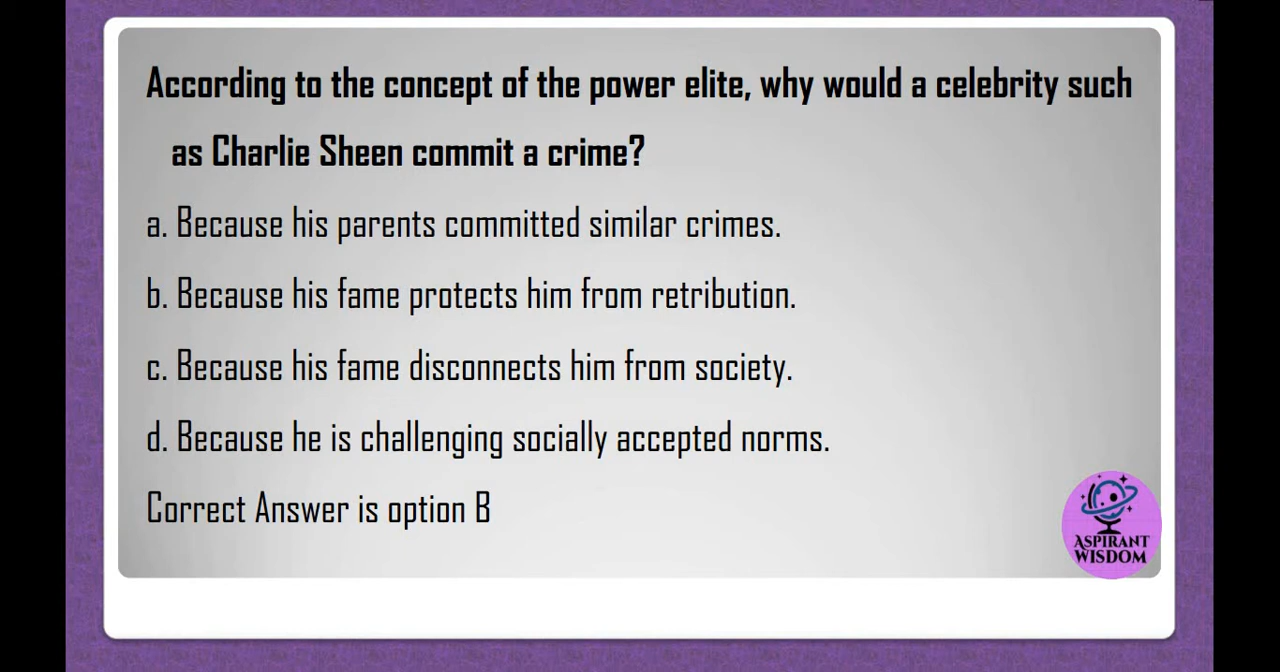 According to the concept of the power elite, why would a celebrity such
as Charlie Sheen commit a crime?
a. Because his parents committed similar crimes.
b. Because his fame protects him from retribution.
c. Because his fame disconnects him from society.
d. Because he is challenging socially accepted norms.
Correct Answer is option B
ASPIRANT
WISDOM